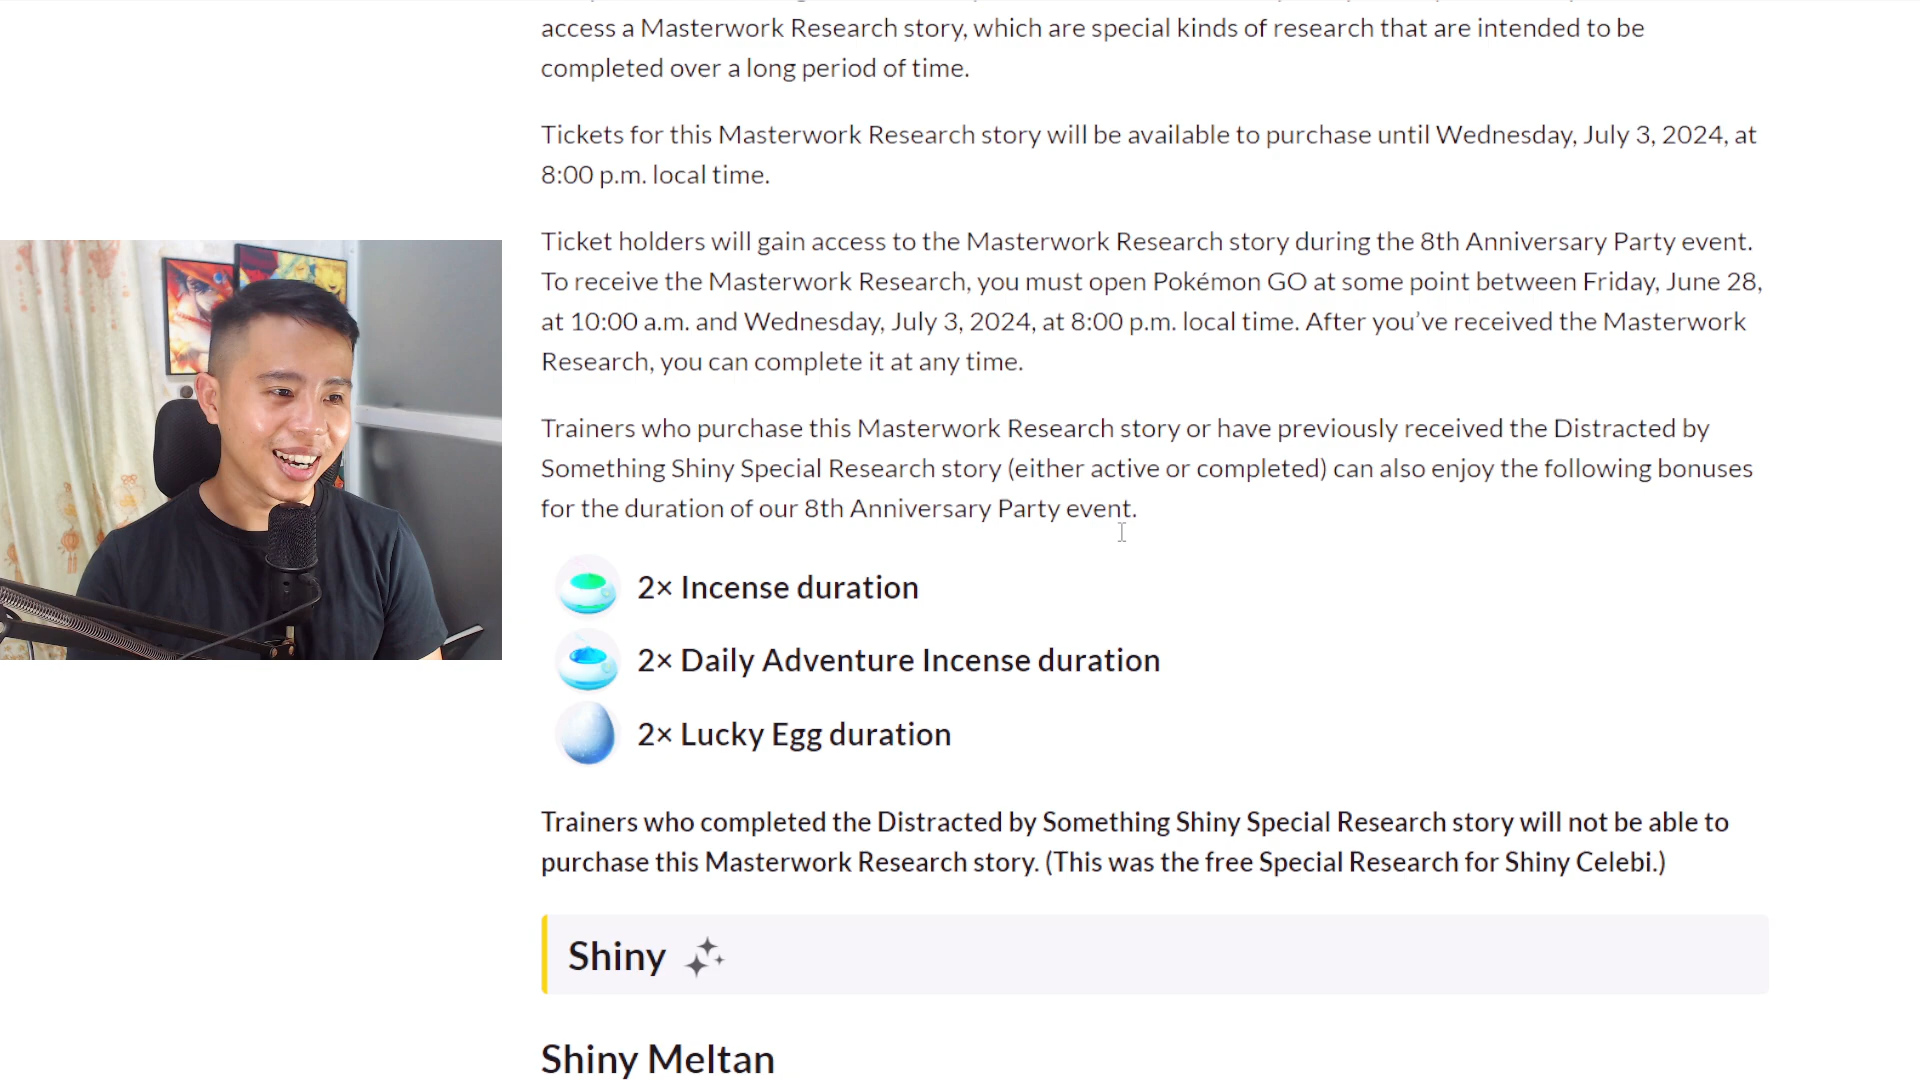 access a Masterwork Research story, which are special kinds of research that are intended to be
completed over a long period of time.
Tickets for this Masterwork Research story will be available to purchase until Wednesday, July 3, 2024, at
8:00 p.m. local time.
Ticket holders will gain access to the Masterwork Research story during the 8th Anniversary Party event.
To receive the Masterwork Research, you must open Pokémon GO at some point between Friday, June 28,
at 10:00 a.m. and Wednesday, July 3, 2024, at 8:00 p.m. local time. After you’ve received the Masterwork
Research, you can complete it at any time.
Trainers who purchase this Masterwork Research story or have previously received the Distracted by
Something Shiny Special Research story (either active or completed) can also enjoy the following bonuses
for the duration of our 8th Anniversary Party event.
2× Incense duration
2× Daily Adventure Incense duration
2× Lucky Egg duration
Trainers who completed the Distracted by Something Shiny Special Research story will not be able to
purchase this Masterwork Research story. (This was the free Special Research for Shiny Celebi.)
Shiny
Shiny Meltan